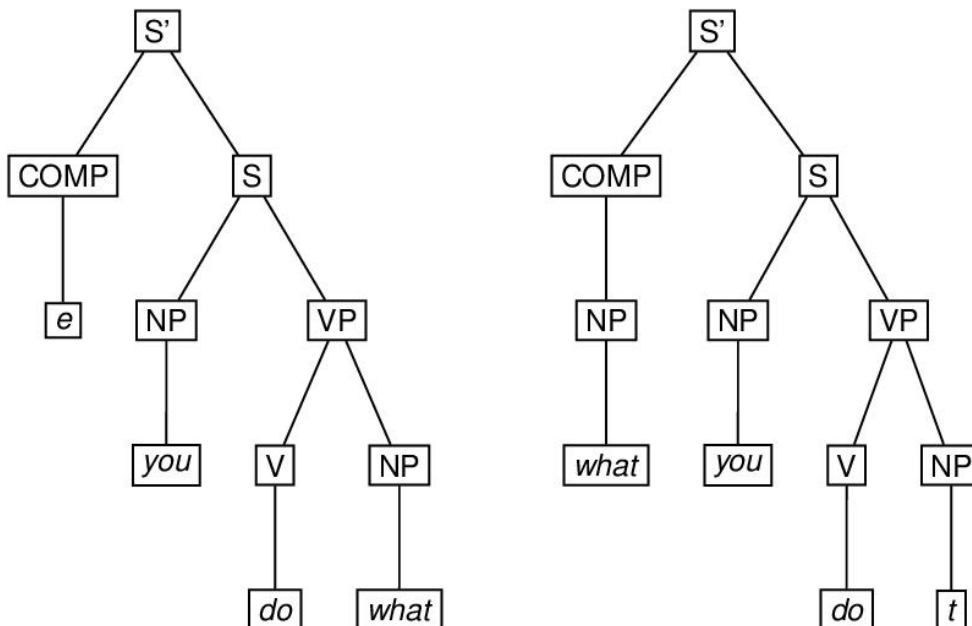 S' S'
COMP S COMP S
e NP VP NP NP VP
you V NP what you V NP
do what do t